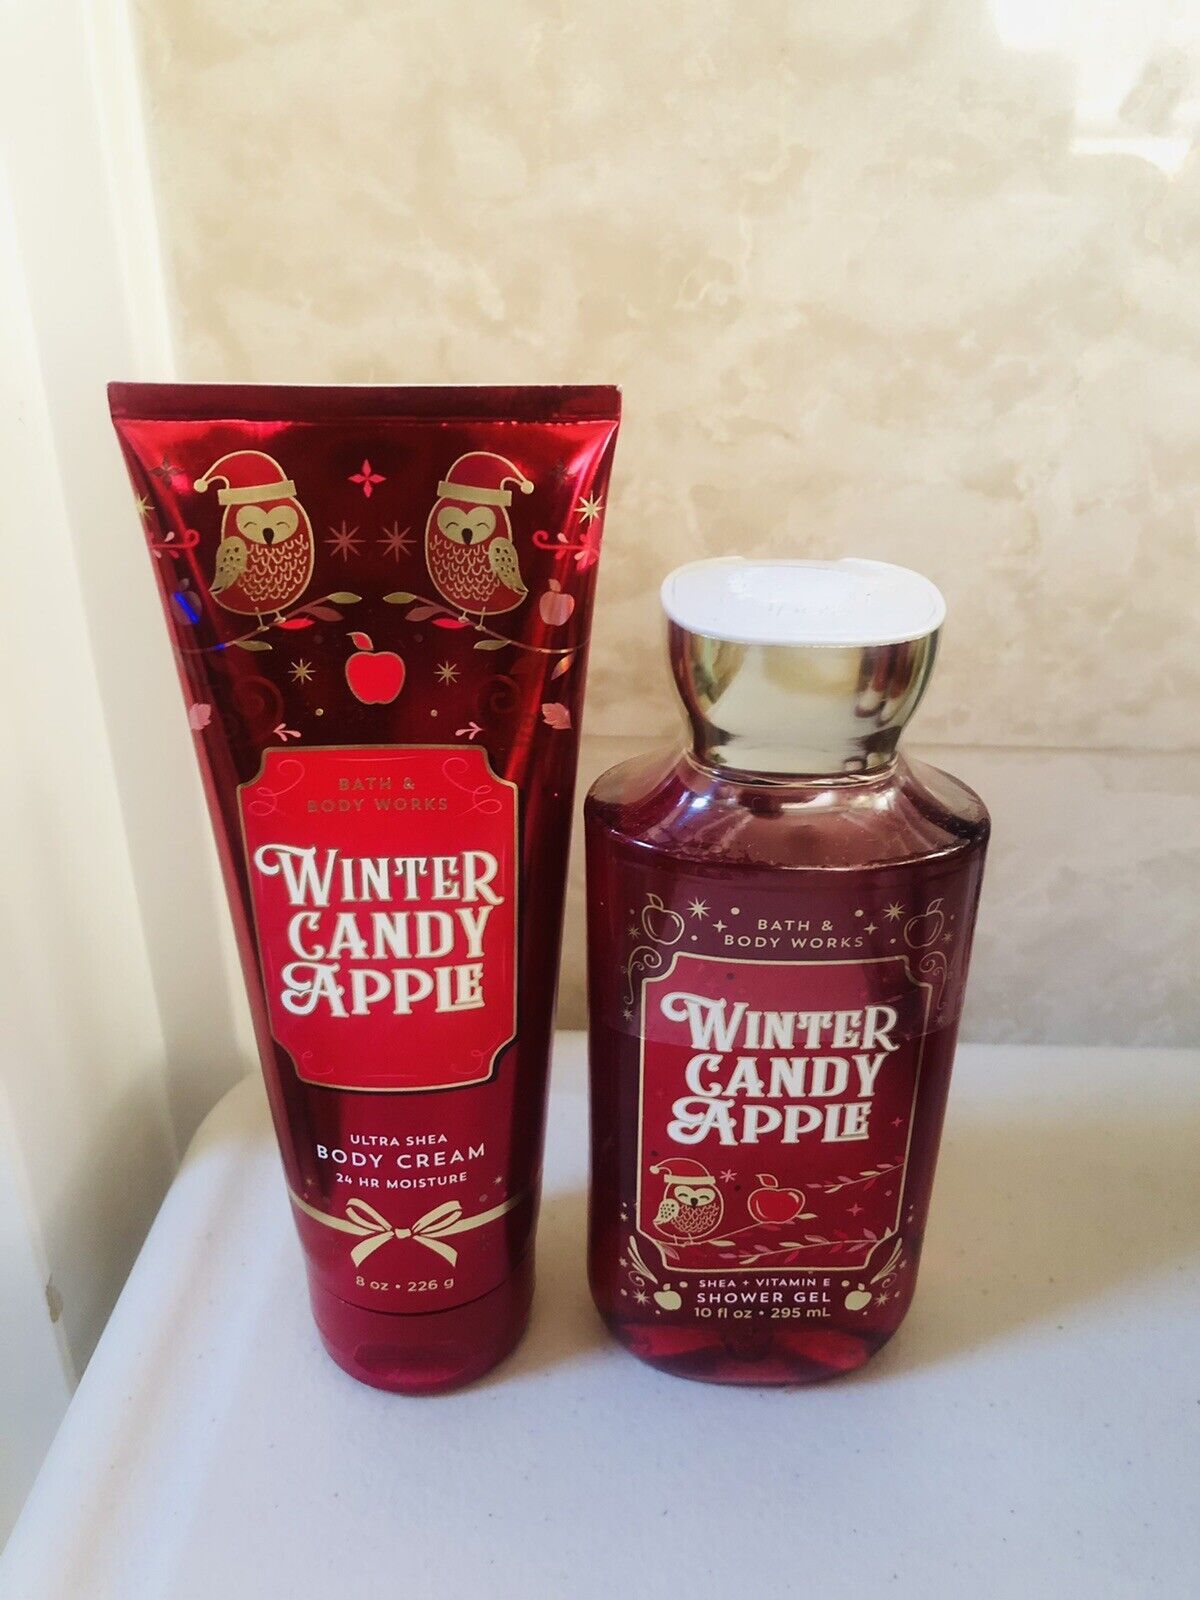 BATH &
BODY WORKS
WINTER
CANDY
APPLE
ULTRA SHEA
BODY CREAM
24 HR MOISTURE
8 oz • 226 g
BATH &
BODY WORKS
WINTER
CANDY
APPLE
SHEA + VITAMIN E
SHOWER GEL
10 fl oz • 295 mL